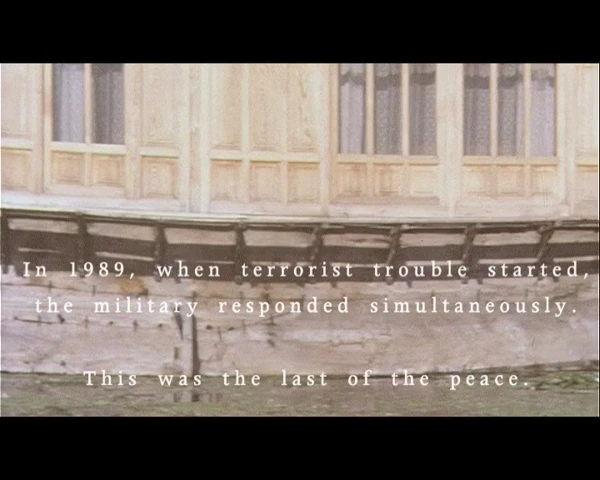 In 1989, when terrorist trouble started,
the military responded simultaneously.
This was the last of the peace.